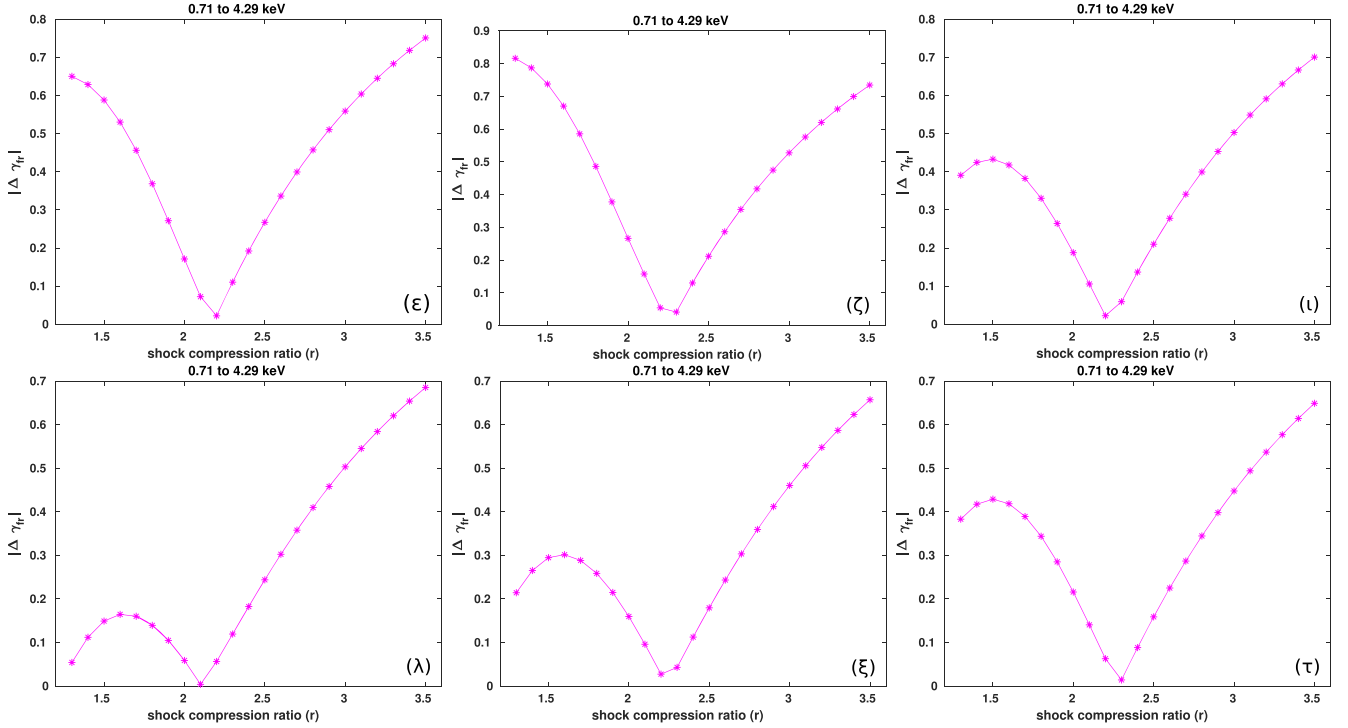 0.71 to 4.29 keV
0.8
0.7
0.6
0.5
0.4
0.3
0.2
0.1
0
|Δ γfr|
(ε)
1.5 2 2.5 3 3.5
shock compression ratio (r)
0.71 to 4.29 keV
0.9
0.8
0.7
0.6
0.5
0.4
0.3
0.2
0.1
0
|Δ γfr|
(ζ)
1.5 2 2.5 3 3.5
shock compression ratio (r)
0.71 to 4.29 keV
0.8
0.7
0.6
0.5
0.4
0.3
0.2
0.1
0
|Δ γfr|
(ι)
1.5 2 2.5 3 3.5
shock compression ratio (r)
0.71 to 4.29 keV
0.7
0.6
0.5
0.4
0.3
0.2
0.1
0
|Δ γfr|
(λ)
1.5 2 2.5 3 3.5
shock compression ratio (r)
0.71 to 4.29 keV
0.7
0.6
0.5
0.4
0.3
0.2
0.1
0
|Δ γfr|
(ξ)
1.5 2 2.5 3 3.5
shock compression ratio (r)
0.71 to 4.29 keV
0.7
0.6
0.5
0.4
0.3
0.2
0.1
0
|Δ γfr|
(τ)
1.5 2 2.5 3 3.5
shock compression ratio (r)